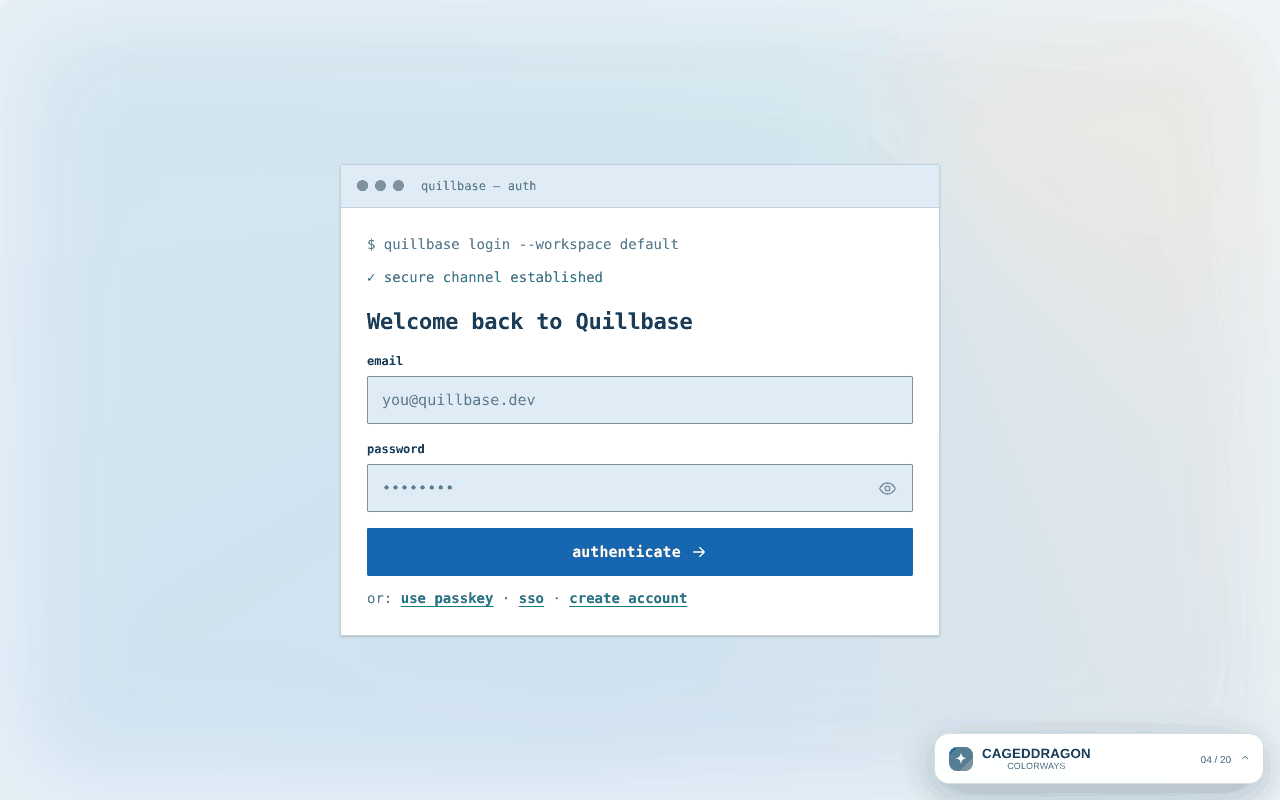 quillbase — auth
$ quillbase login --workspace default
✓ secure channel established
Welcome back to Quillbase
email
you@quillbase.dev
password
••••••••
authenticate →
or: use passkey · sso · create account
CAGEDDRAGON
COLORWAYS
04 / 20